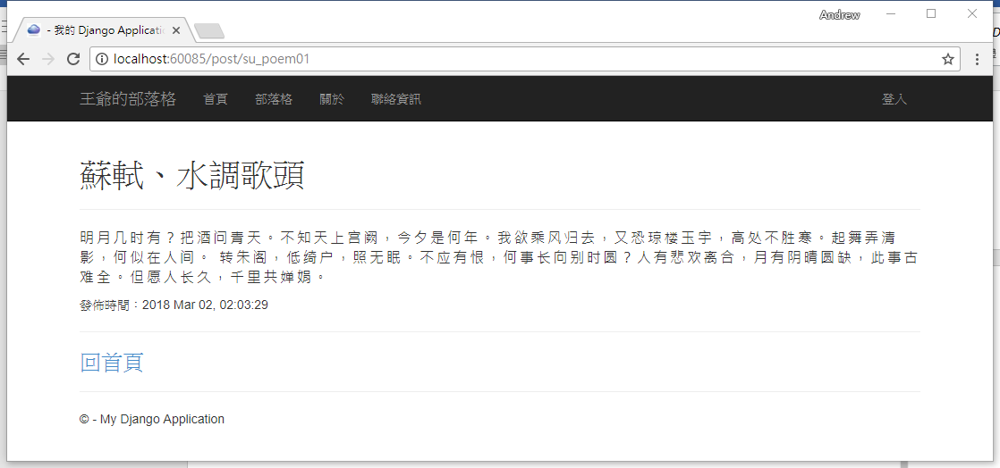 Andrew
- 我的 Django Applicatio
localhost:60085/post/su_poem01
王爺的部落格 首頁 部落格 關於 聯絡資訊 登入
蘇軾、水調歌頭
明月几时有？把酒问青天。不知天上宫阙，今夕是何年。我欲乘风归去，又恐琼楼玉宇，高处不胜寒。起舞弄清
影，何似在人间。 转朱阁，低绮户，照无眠。不应有恨，何事长向别时圆？人有悲欢离合，月有阴晴圆缺，此事古
难全。但愿人长久，千里共婵娟。
發佈時間：2018 Mar 02, 02:03:29
回首頁
© - My Django Application